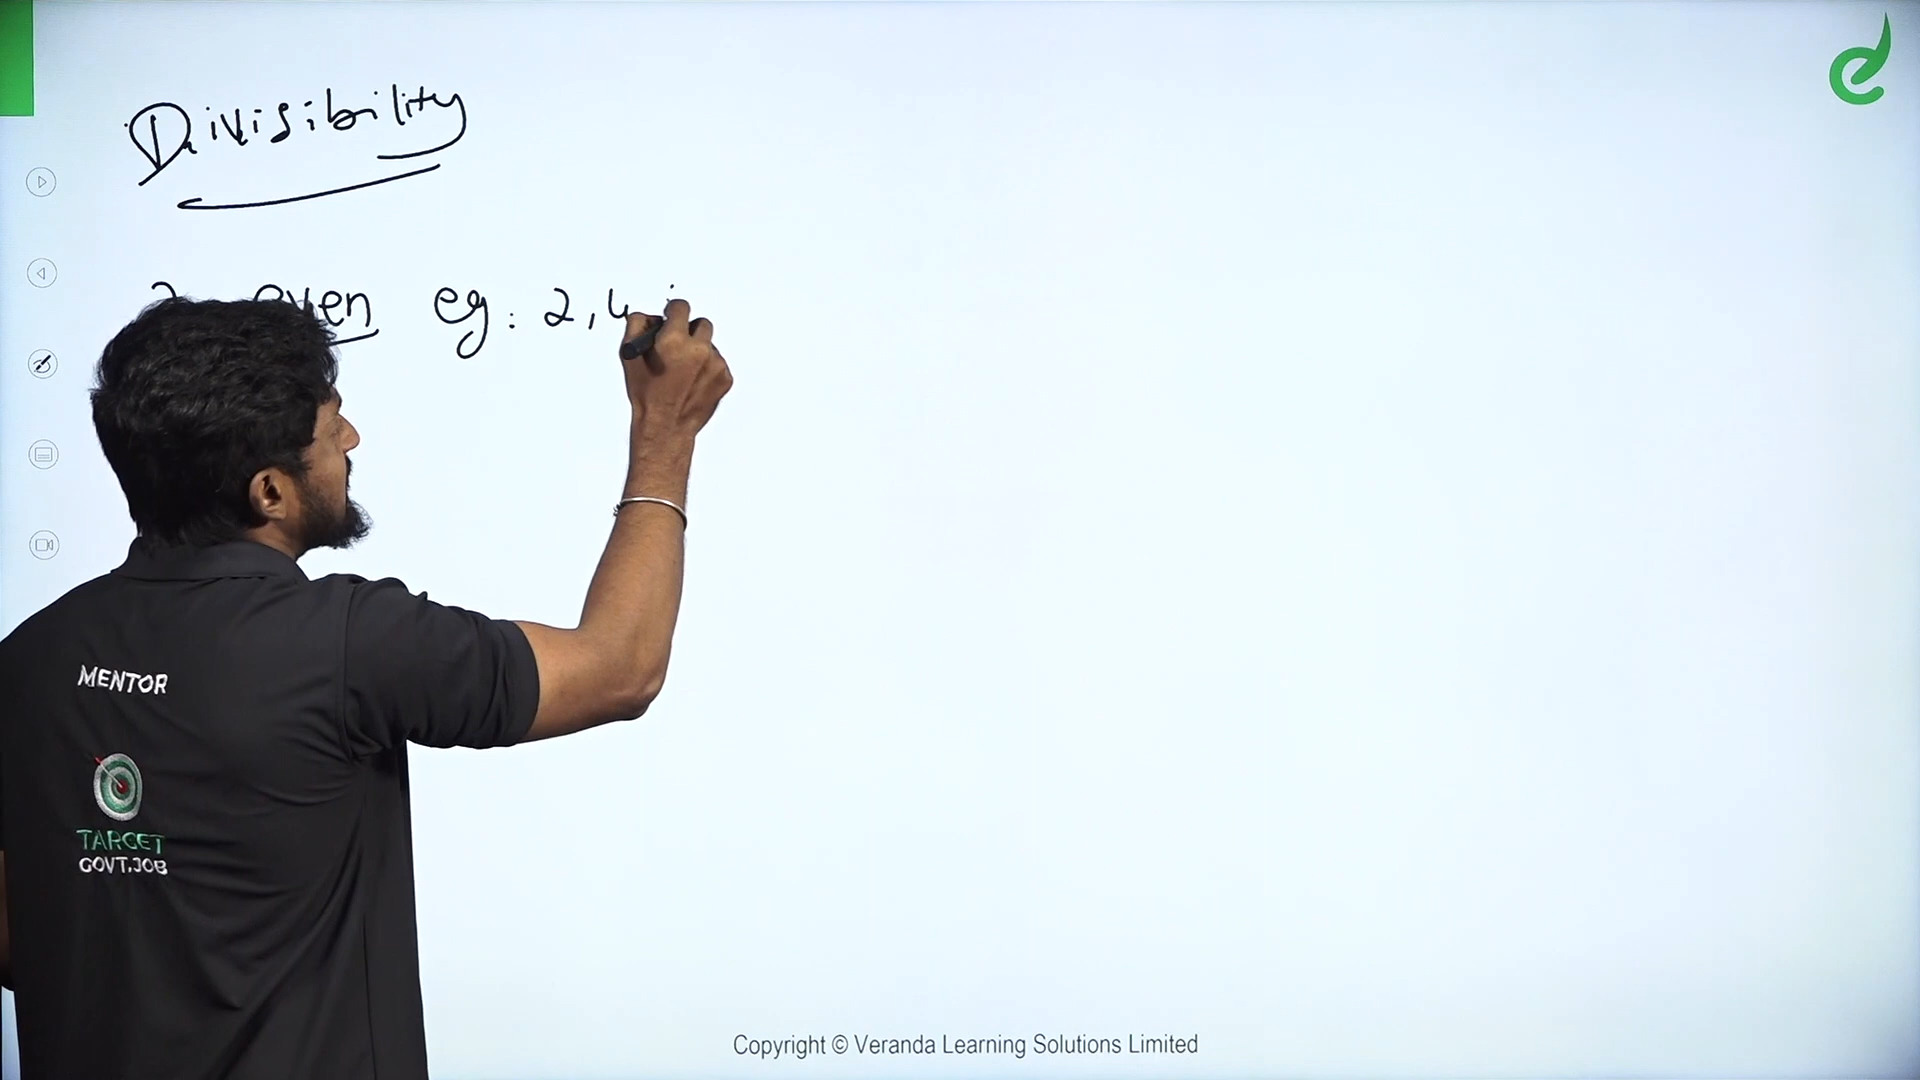 Divisibility
2 even eg: 2, 4
MENTOR
TARGET
GOVT.JOB
Copyright © Veranda Learning Solutions Limited